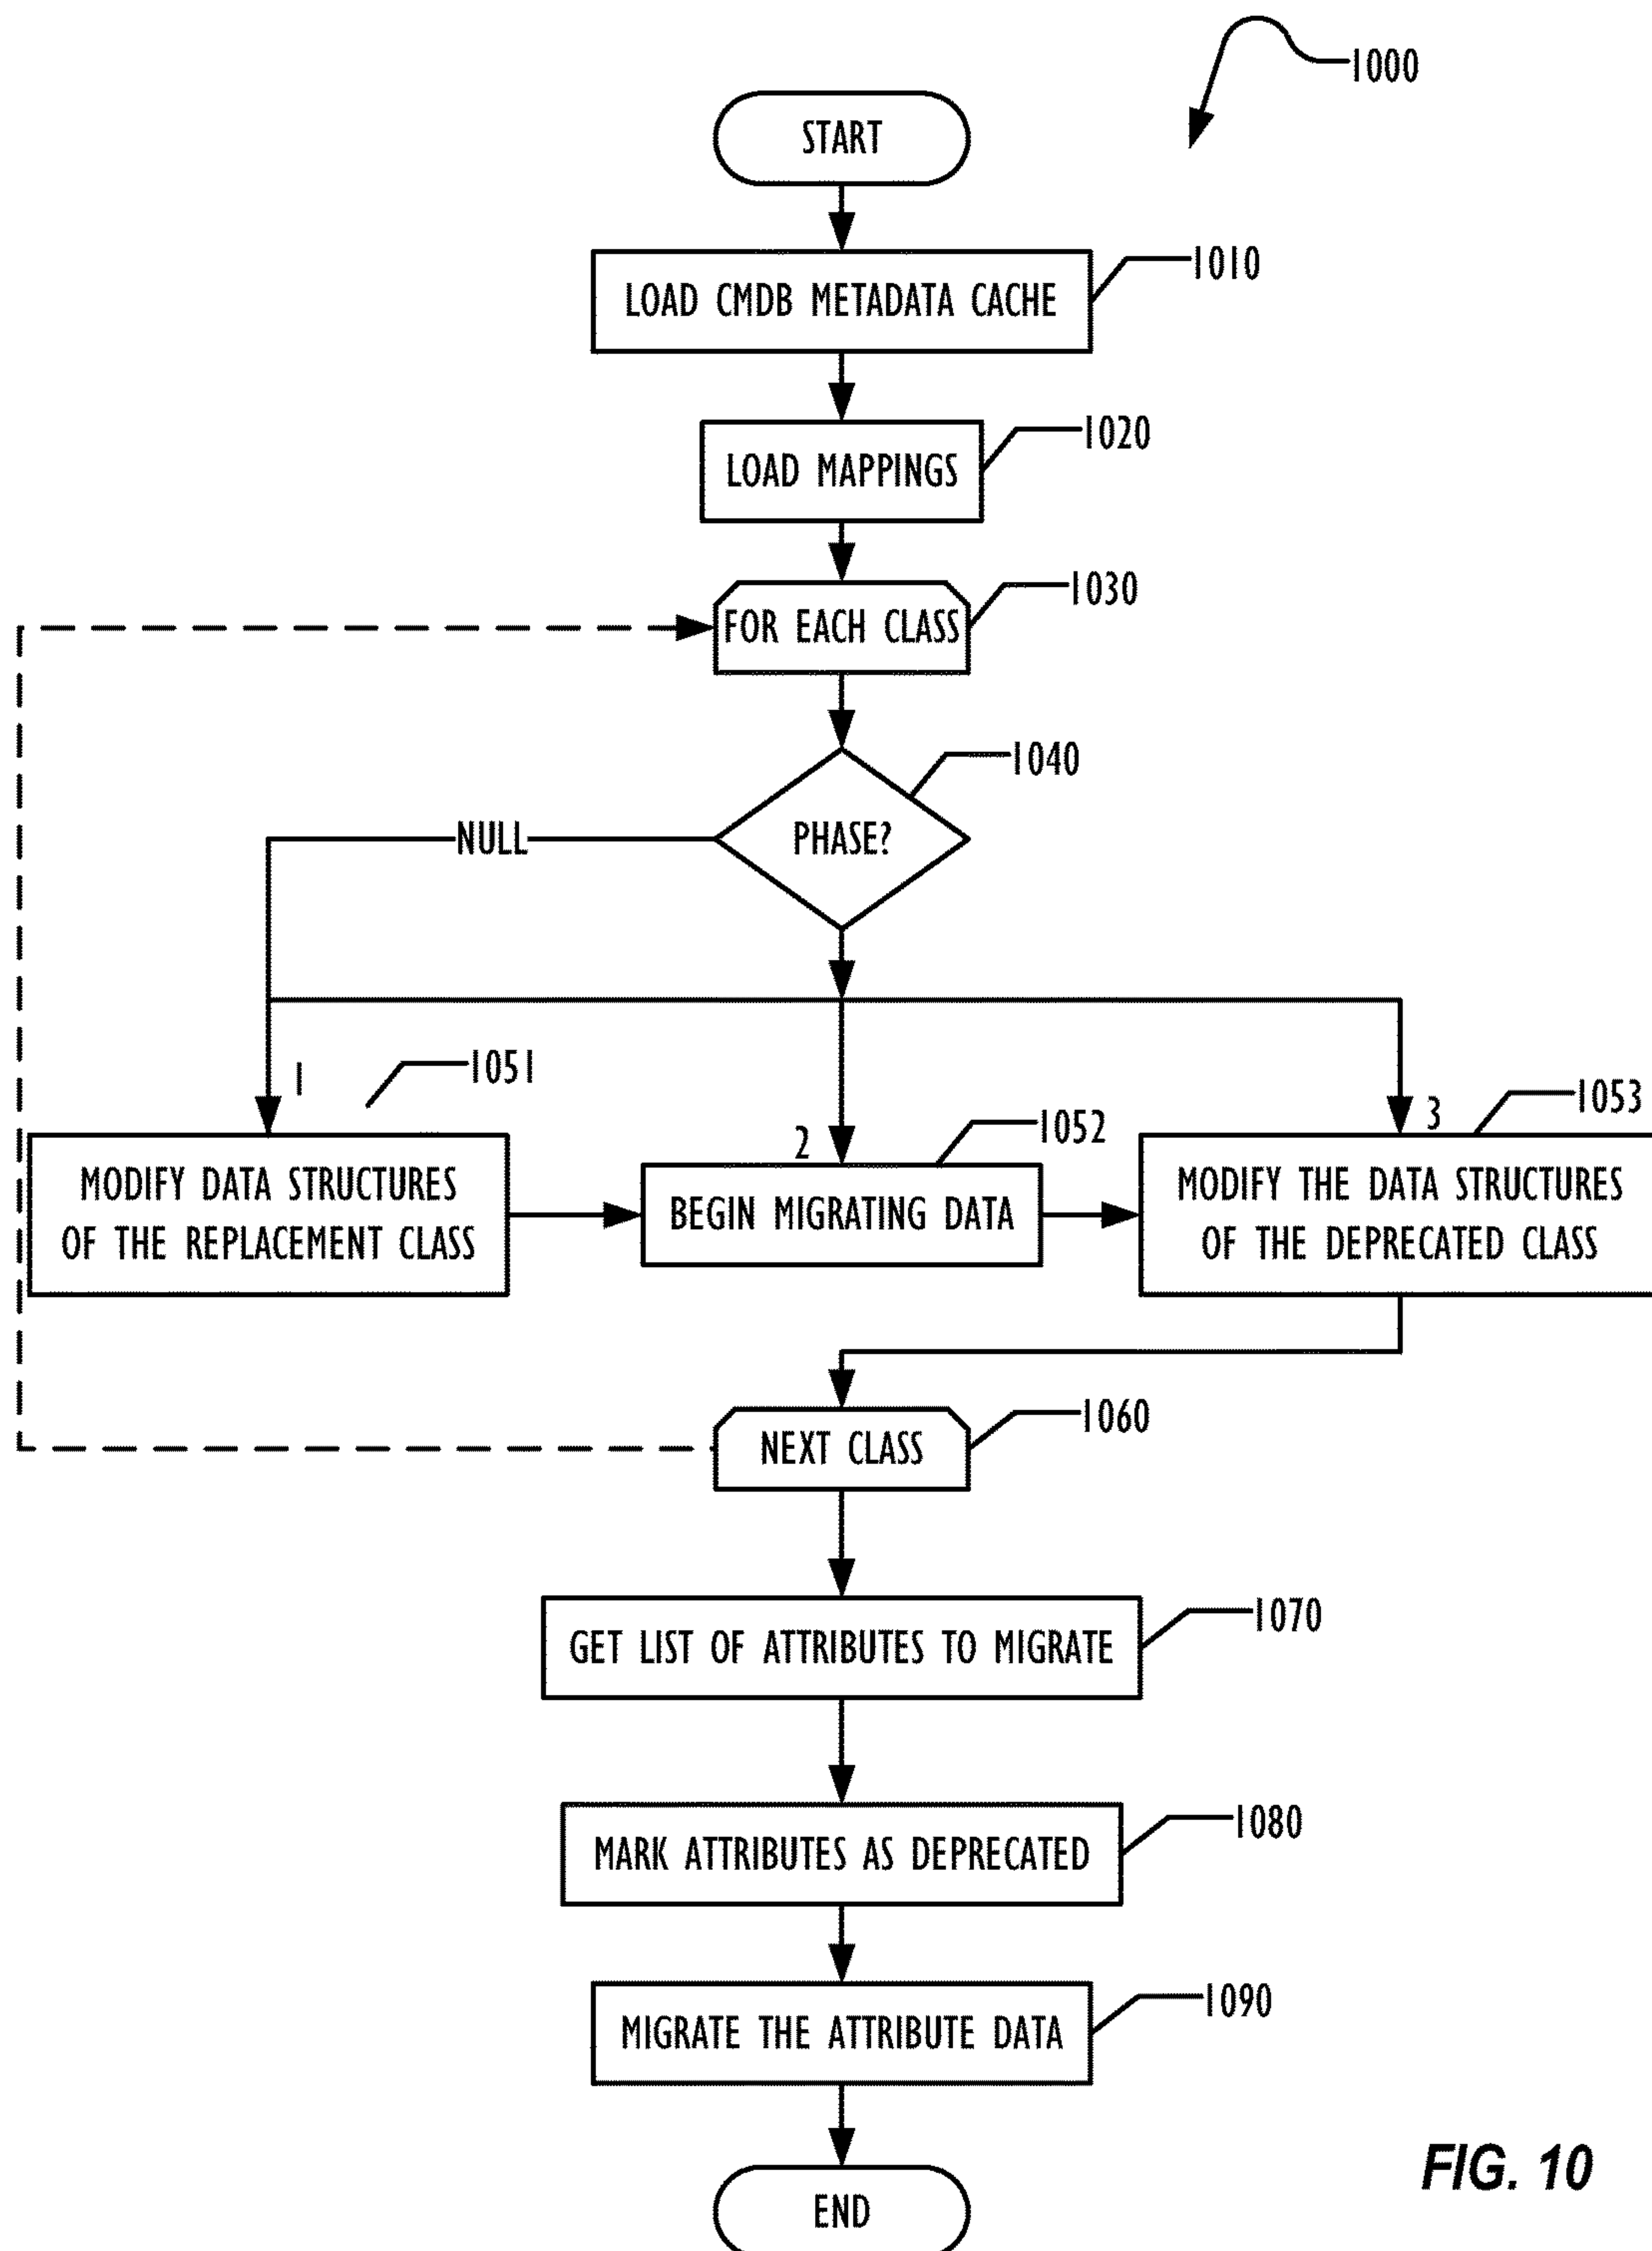 1000
START
1010
LOAD CMDB METADATA CACHE
1020
LOAD MAPPINGS
1030
FOR EACH CLASS
1040
PHASE?
NULL
1
1051
2
1052
3
1053
MODIFY DATA STRUCTURES
OF THE REPLACEMENT CLASS
BEGIN MIGRATING DATA
MODIFY THE DATA STRUCTURES
OF THE DEPRECATED CLASS
1060
NEXT CLASS
1070
GET LIST OF ATTRIBUTES TO MIGRATE
1080
MARK ATTRIBUTES AS DEPRECATED
1090
MIGRATE THE ATTRIBUTE DATA
END
FIG. 10